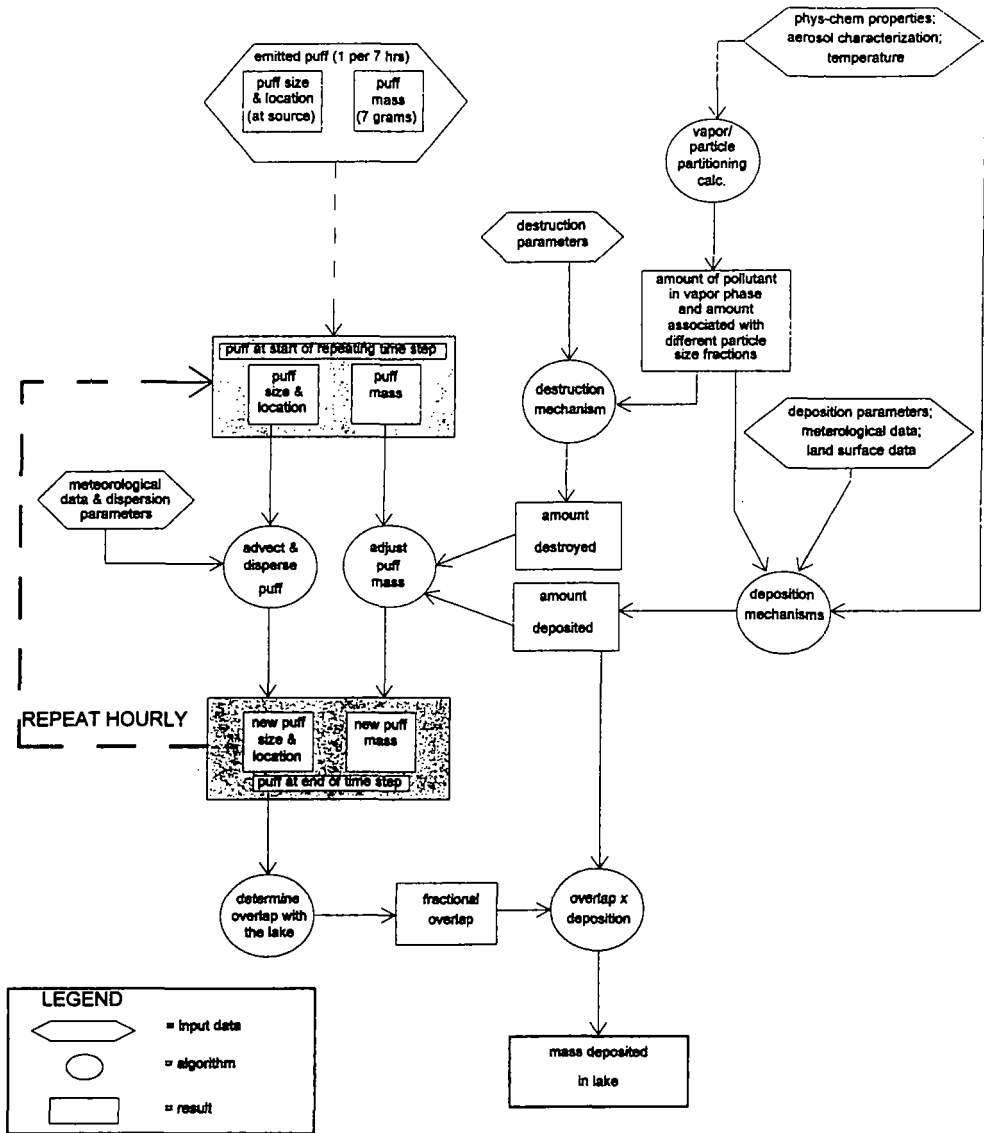 emitted puff (1 per 7 hrs)
puff size
& location
(at source)
puff
mass
(7 grams)
phys-chem properties;
aerosol characterization;
temperature
vapor/
particle
partitioning
calc.
destruction
parameters
amount of pollutant
in vapor phase
and amount
associated with
different particle
size fractions
puff at start of repeating time step
puff
size &
location
puff
mass
destruction
mechanism
deposition parameters;
meterological data;
land surface data
meteorological
data & dispersion
parameters
advect &
disperse
puff
adjust
puff
mass
amount
destroyed
amount
deposited
deposition
mechanisms
REPEAT HOURLY
new puff
size &
location
new puff
mass
puff at end of time step
determine
overlap with
the lake
fractional
overlap
overlap x
deposition
mass deposited
in lake
LEGEND
= input data
= algorithm
= result